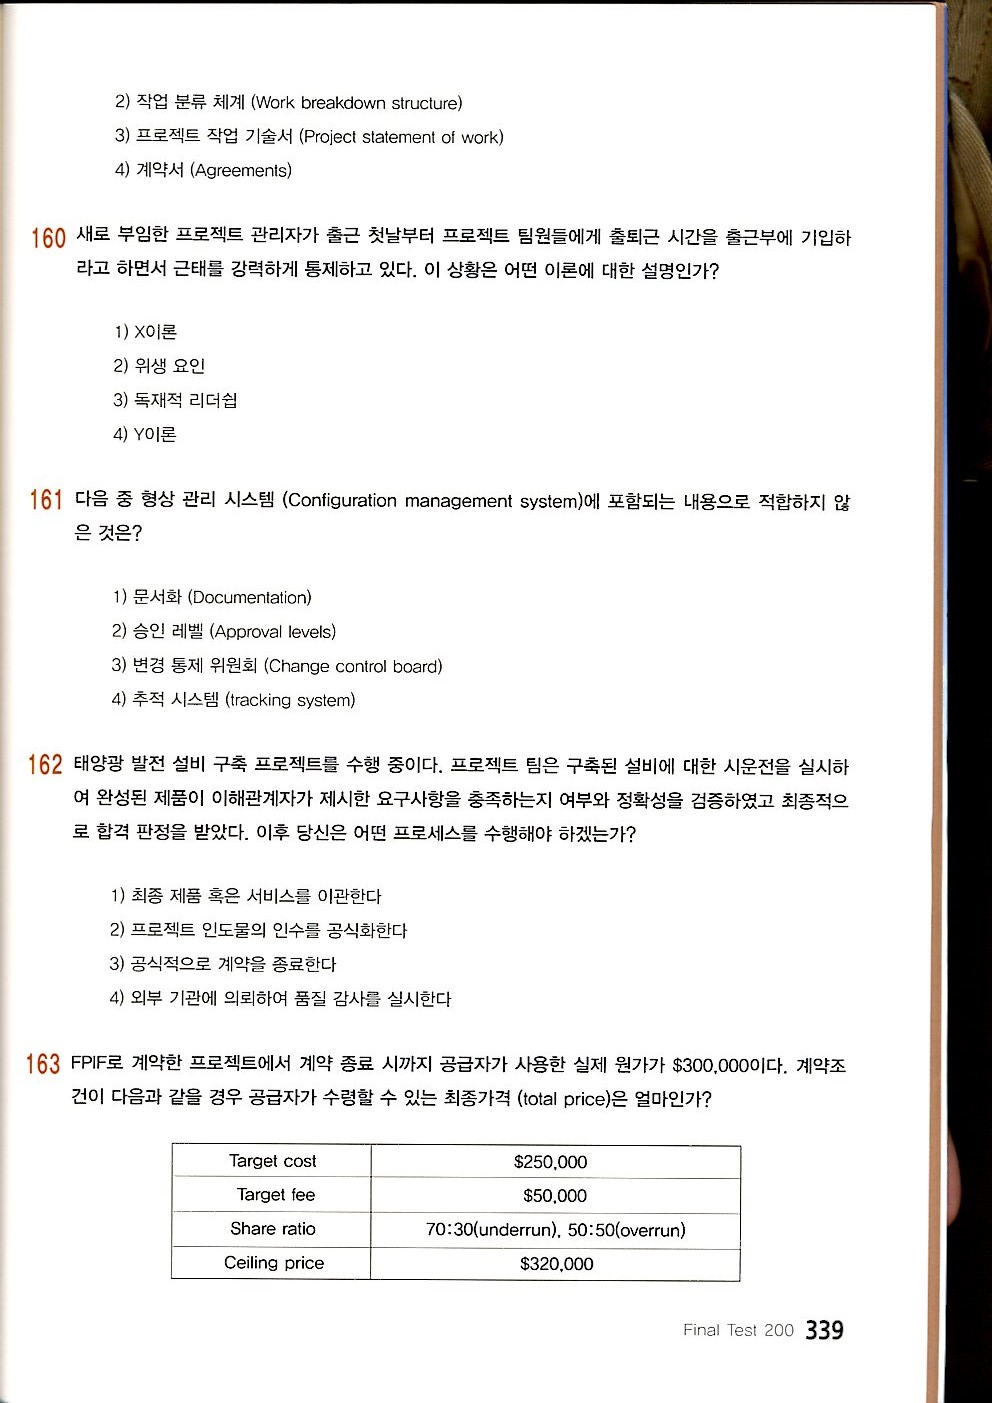 2) 작업 분류 체계 (Work breakdown structure)
3) 프로젝트 작업 기술서 (Project statement of work)
4) 계약서 (Agreements)
160 새로 부임한 프로젝트 관리자가 출근 첫날부터 프로젝트 팀원들에게 출퇴근 시간을 출근부에 기입하
라고 하면서 근태를 강력하게 통제하고 있다. 이 상황은 어떤 이론에 대한 설명인가?
1) X이론
2) 위생 요인
3) 독재적 리더쉽
4) Y이론
161 다음 중 형상 관리 시스템 (Configuration management system)에 포함되는 내용으로 적합하지 않
은 것은?
1) 문서화 (Documentation)
2) 승인 레벨 (Approval levels)
3) 변경 통제 위원회 (Change control board)
4) 추적 시스템 (tracking system)
162 태양광 발전 설비 구축 프로젝트를 수행 중이다. 프로젝트 팀은 구축된 설비에 대한 시운전을 실시하
여 완성된 제품이 이해관계자가 제시한 요구사항을 충족하는지 여부와 정확성을 검증하였고 최종적으
로 합격 판정을 받았다. 이후 당신은 어떤 프로세스를 수행해야 하겠는가?
1) 최종 제품 혹은 서비스를 이관한다
2) 프로젝트 인도물의 인수를 공식화한다
3) 공식적으로 계약을 종료한다
4) 외부 기관에 의뢰하여 품질 감사를 실시한다
163 FPIF로 계약한 프로젝트에서 계약 종료 시까지 공급자가 사용한 실제 원가가 $300,000이다. 계약조
건이 다음과 같을 경우 공급자가 수령할 수 있는 최종가격 (total price)은 얼마인가?
Target cost $250,000
Target fee $50,000
Share ratio 70:30(underrun), 50:50(overrun)
Ceiling price $320,000
Final Test 200 339